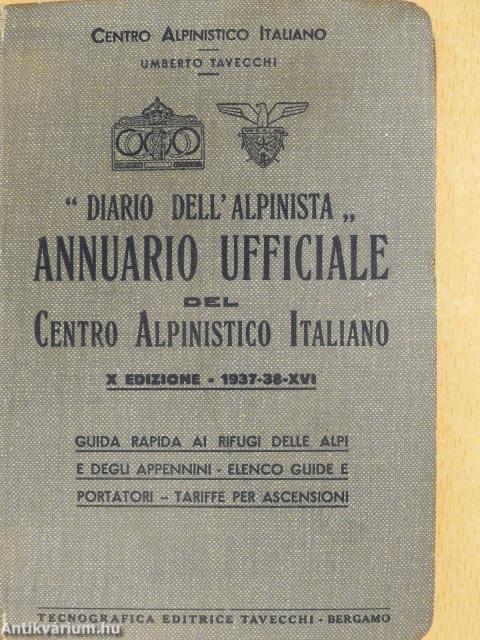 CENTRO ALPINISTICO ITALIANO
UMBERTO TAVECCHI
“ DIARIO DELL'ALPINISTA „
ANNUARIO UFFICIALE
DEL
CENTRO ALPINISTICO ITALIANO
X EDIZIONE - 1937-38-XVI
GUIDA RAPIDA AI RIFUGI DELLE ALPI
E DEGLI APPENNINI - ELENCO GUIDE E
PORTATORI - TARIFFE PER ASCENSIONI
TECNOGRAFICA EDITRICE TAVECCHI - BERGAMO
Antikvárium.hu